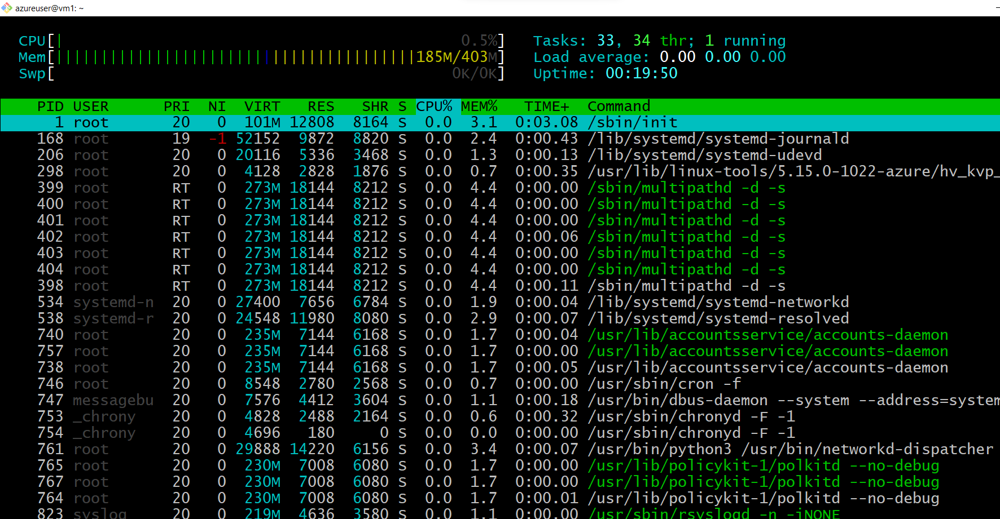 azureuser@vm1: ~
CPU[| 0.5%] Tasks: 33, 34 thr; 1 running
Mem[||||||||||||||||||||||||||||||||||||||||185M/403M] Load average: 0.00 0.00 0.00
Swp[ 0K/0K] Uptime: 00:19:50
PID USER PRI NI VIRT RES SHR S CPU% MEM% TIME+ Command
1 root 20 0 101M 12808 8164 S 0.0 3.1 0:03.08 /sbin/init
168 root 19 -1 52152 9872 8820 S 0.0 2.4 0:00.43 /lib/systemd/systemd-journald
206 root 20 0 20116 5336 3468 S 0.0 1.3 0:00.13 /lib/systemd/systemd-udevd
298 root 20 0 4128 2828 1876 S 0.0 0.7 0:00.35 /usr/lib/linux-tools/5.15.0-1022-azure/hv_kvp_
399 root RT 0 273M 18144 8212 S 0.0 4.4 0:00.00 /sbin/multipathd -d -s
400 root RT 0 273M 18144 8212 S 0.0 4.4 0:00.00 /sbin/multipathd -d -s
401 root RT 0 273M 18144 8212 S 0.0 4.4 0:00.00 /sbin/multipathd -d -s
402 root RT 0 273M 18144 8212 S 0.0 4.4 0:00.06 /sbin/multipathd -d -s
403 root RT 0 273M 18144 8212 S 0.0 4.4 0:00.00 /sbin/multipathd -d -s
404 root RT 0 273M 18144 8212 S 0.0 4.4 0:00.00 /sbin/multipathd -d -s
398 root RT 0 273M 18144 8212 S 0.0 4.4 0:00.11 /sbin/multipathd -d -s
534 systemd-n 20 0 27400 7656 6784 S 0.0 1.9 0:00.04 /lib/systemd/systemd-networkd
538 systemd-r 20 0 24548 11980 8080 S 0.0 2.9 0:00.07 /lib/systemd/systemd-resolved
740 root 20 0 235M 7144 6168 S 0.0 1.7 0:00.04 /usr/lib/accountsservice/accounts-daemon
757 root 20 0 235M 7144 6168 S 0.0 1.7 0:00.00 /usr/lib/accountsservice/accounts-daemon
738 root 20 0 235M 7144 6168 S 0.0 1.7 0:00.05 /usr/lib/accountsservice/accounts-daemon
746 root 20 0 8548 2780 2568 S 0.0 0.7 0:00.00 /usr/sbin/cron -f
747 messagebu 20 0 7576 4412 3604 S 0.0 1.1 0:00.18 /usr/bin/dbus-daemon --system --address=system
753 _chrony 20 0 4828 2488 2164 S 0.0 0.6 0:00.32 /usr/sbin/chronyd -F -1
754 _chrony 20 0 4696 180 0 S 0.0 0.0 0:00.00 /usr/sbin/chronyd -F -1
761 root 20 0 29888 14220 6156 S 0.0 3.4 0:00.07 /usr/bin/python3 /usr/bin/networkd-dispatcher
765 root 20 0 230M 7008 6080 S 0.0 1.7 0:00.00 /usr/lib/policykit-1/polkitd --no-debug
767 root 20 0 230M 7008 6080 S 0.0 1.7 0:00.00 /usr/lib/policykit-1/polkitd --no-debug
764 root 20 0 230M 7008 6080 S 0.0 1.7 0:00.01 /usr/lib/policykit-1/polkitd --no-debug
823 syslog 20 0 219M 4636 3580 S 0.0 1.1 0:00.00 /usr/sbin/rsyslogd -n -iNONE